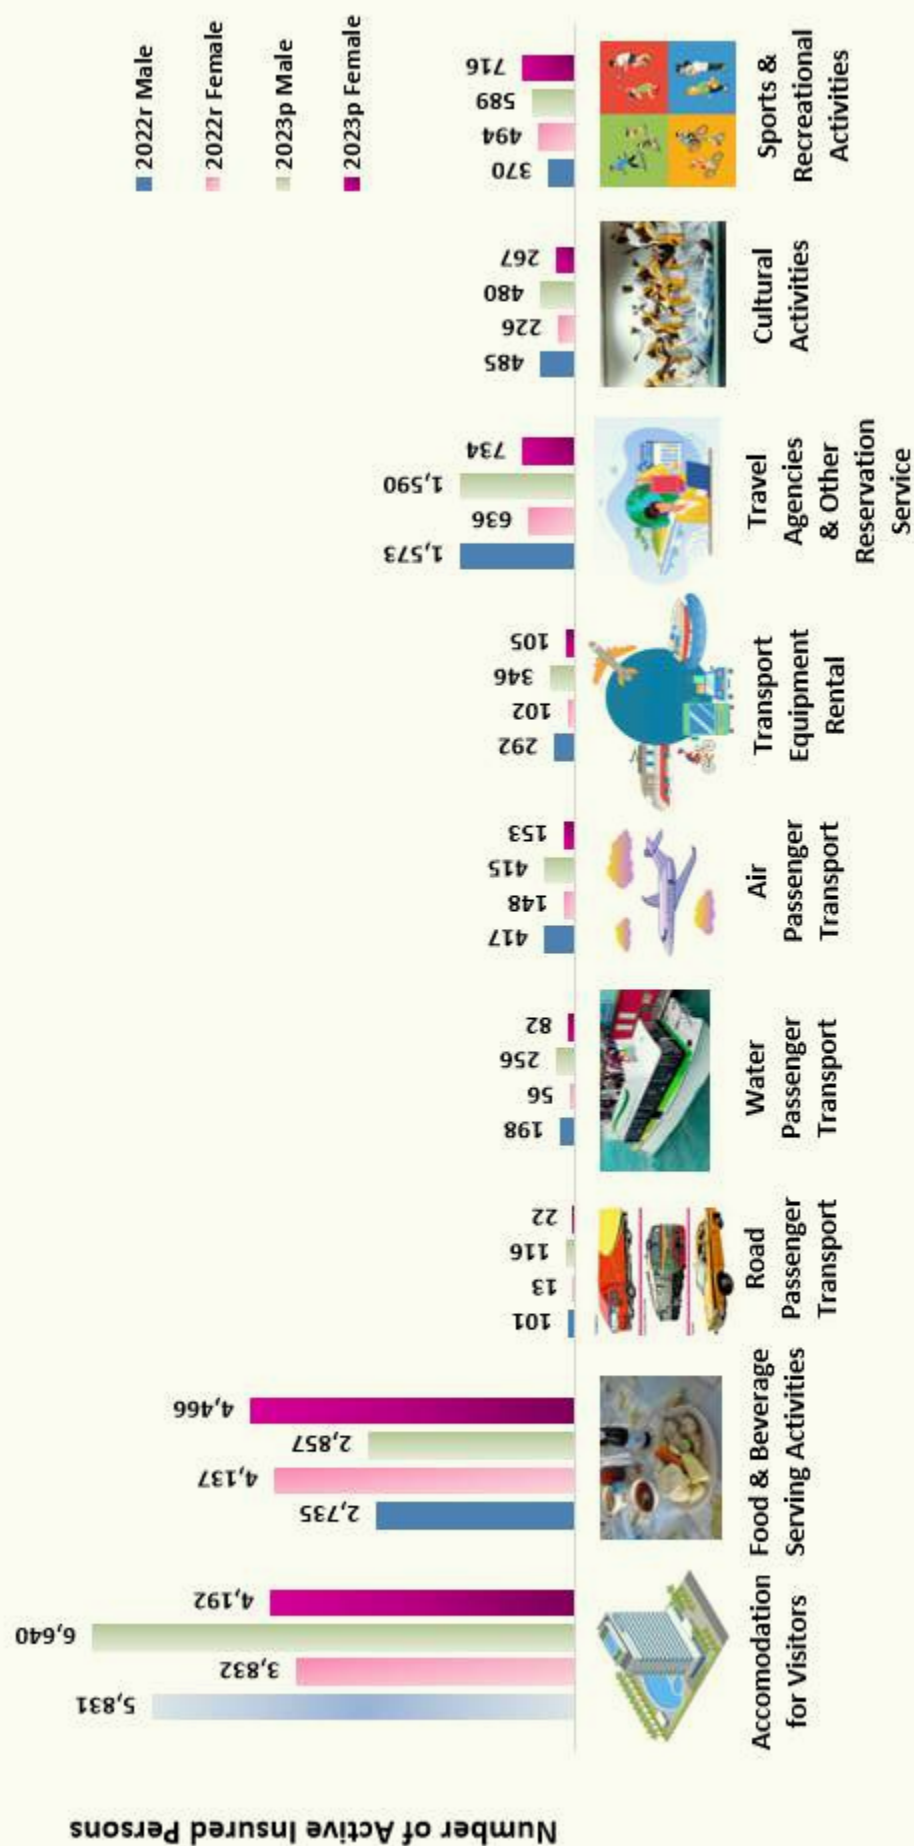 Number of Active Insured Persons
2022r Male
2022r Female
2023p Male
2023p Female
5,831
3,832
6,640
4,192
2,735
4,137
2,857
4,466
101
13
116
22
198
56
256
82
417
148
415
153
292
102
346
105
1,573
636
1,590
734
485
226
480
267
370
494
589
716
Accomodation
for Visitors
Food & Beverage
Serving Activities
Road
Passenger
Transport
Water
Passenger
Transport
Air
Passenger
Transport
Transport
Equipment
Rental
Travel
Agencies
& Other
Reservation
Service
Cultural
Activities
Sports &
Recreational
Activities